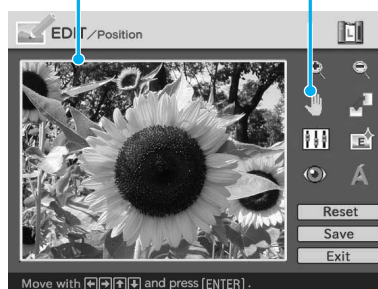 EDIT/Position
L
E
A
Reset
Save
Exit
Move with ←→↑↓ and press [ENTER] .